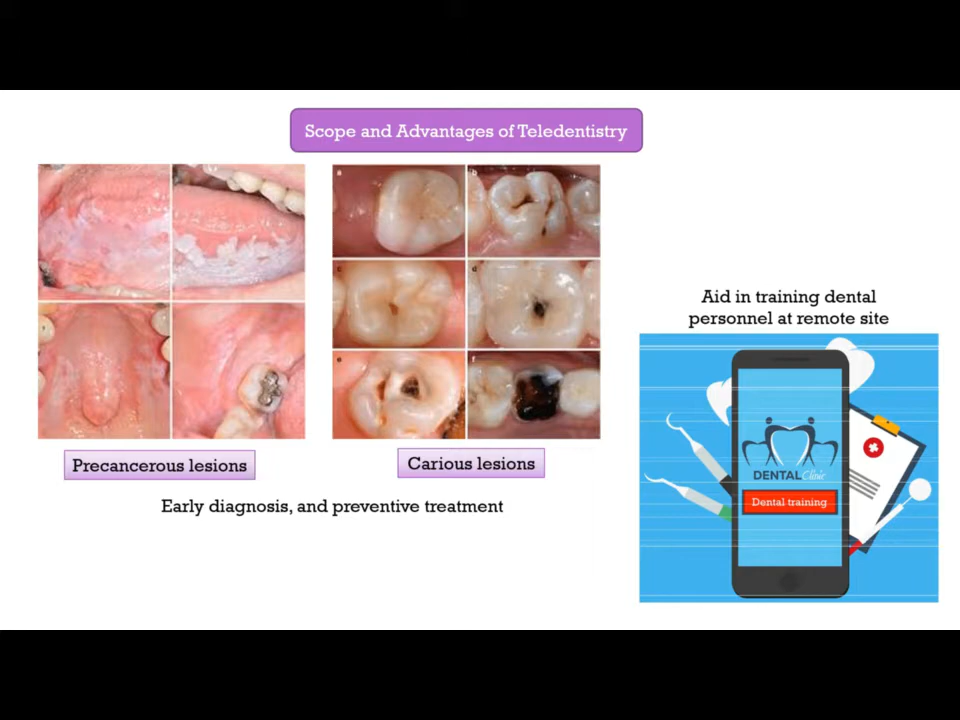 Scope and Advantages of Teledentistry
a
b
c
d
e
f
Precancerous lesions
Carious lesions
Early diagnosis, and preventive treatment
Aid in training dental
personnel at remote site
DENTAL Clinic
Dental training